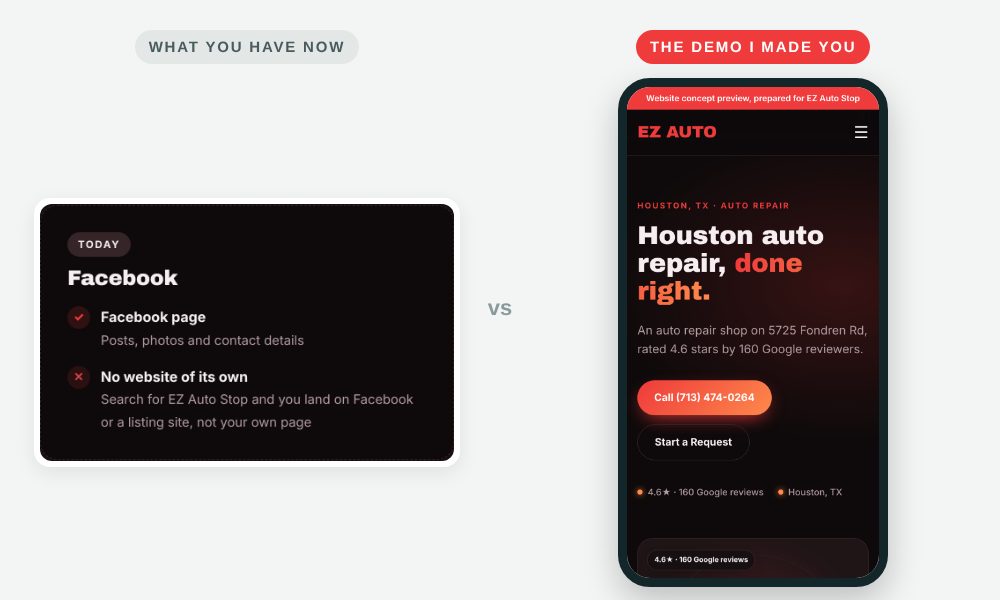 WHAT YOU HAVE NOW
TODAY
Facebook
Facebook page
Posts, photos and contact details
No website of its own
Search for EZ Auto Stop and you land on Facebook
or a listing site, not your own page
vs
THE DEMO I MADE YOU
Website concept preview, prepared for EZ Auto Stop
EZ AUTO
HOUSTON, TX · AUTO REPAIR
Houston auto
repair, done
right.
An auto repair shop on 5725 Fondren Rd,
rated 4.6 stars by 160 Google reviewers.
Call (713) 474-0264
Start a Request
4.6★ · 160 Google reviews
Houston, TX
4.6★ · 160 Google reviews